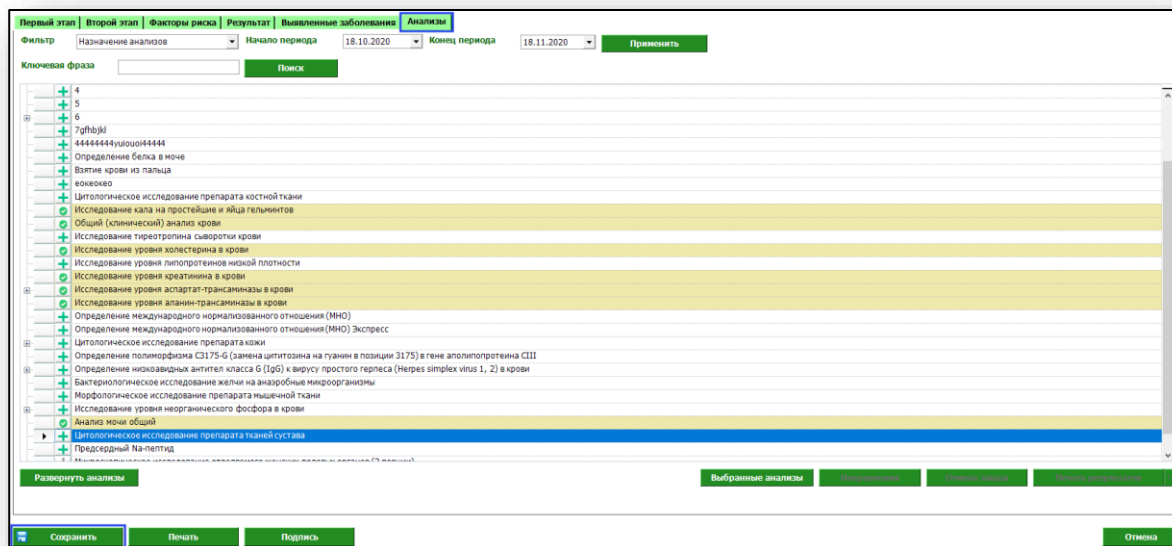 Первый этап Второй этап Факторы риска Результат Выявленные заболевания Анализы
Фильтр Назначение анализов Начало периода 18.10.2020 Конец периода 18.11.2020 Применить
Ключевая фраза Поиск
4
5
6
7gfhbjkl
44444444yuiouoi44444
Определение белка в моче
Взятие крови из пальца
еокеокео
Цитологическое исследование препарата костной ткани
Исследование кала на простейшие и яйца гельминтов
Общий (клинический) анализ крови
Исследование тиреотропина сыворотки крови
Исследование уровня холестерина в крови
Исследование уровня липопротеинов низкой плотности
Исследование уровня креатинина в крови
Исследование уровня аспартат-трансаминазы в крови
Исследование уровня аланин-трансаминазы в крови
Определение международного нормализованного отношения (МНО)
Определение международного нормализованного отношения (МНО) Экспресс
Цитологическое исследование препарата кожи
Определение полиморфизма C3175-G (замена цититозина на гуанин в позиции 3175) в гене аполипопротеина CIII
Определение низкоавидных антител класса G (IgG) к вирусу простого герпеса (Herpes simplex virus 1, 2) в крови
Бактериологическое исследование желчи на анаэробные микроорганизмы
Морфологическое исследование препарата мышечной ткани
Исследование уровня неорганического фосфора в крови
Анализ мочи общий
Цитологическое исследование препарата тканей сустава
Предсердный Na-пептид
Развернуть анализы Выбранные анализы
Сохранить Печать Подпись Отмена